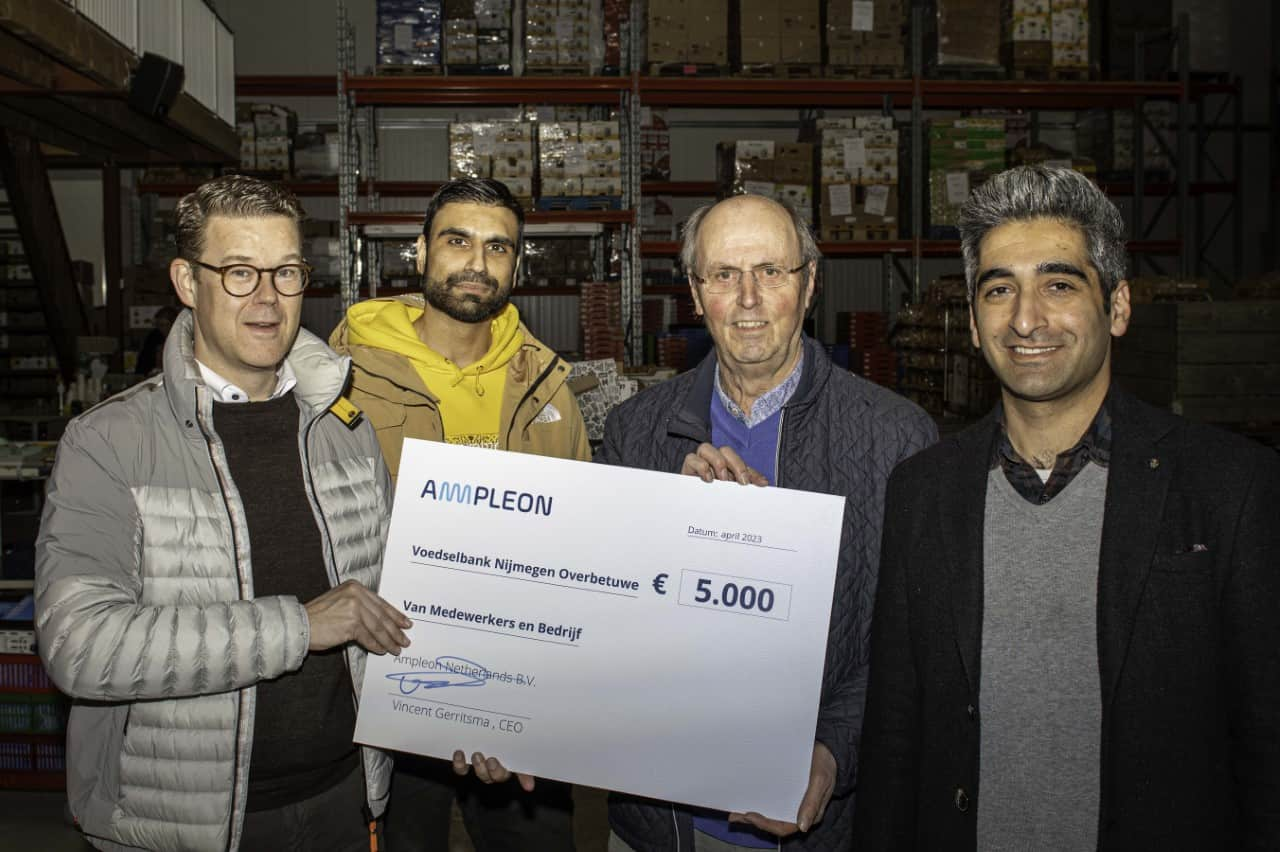 AMPLEON
Datum: april 2023
Voedselbank Nijmegen Overbetuwe € 5.000
Van Medewerkers en Bedrijf
Ampleon Netherlands B.V.
Vincent Gerritsma , CEO